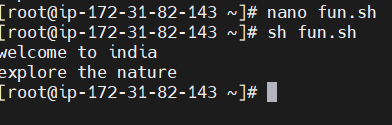 [root@ip-172-31-82-143 ~]# nano fun.sh
[root@ip-172-31-82-143 ~]# sh fun.sh
welcome to india
explore the nature
[root@ip-172-31-82-143 ~]#